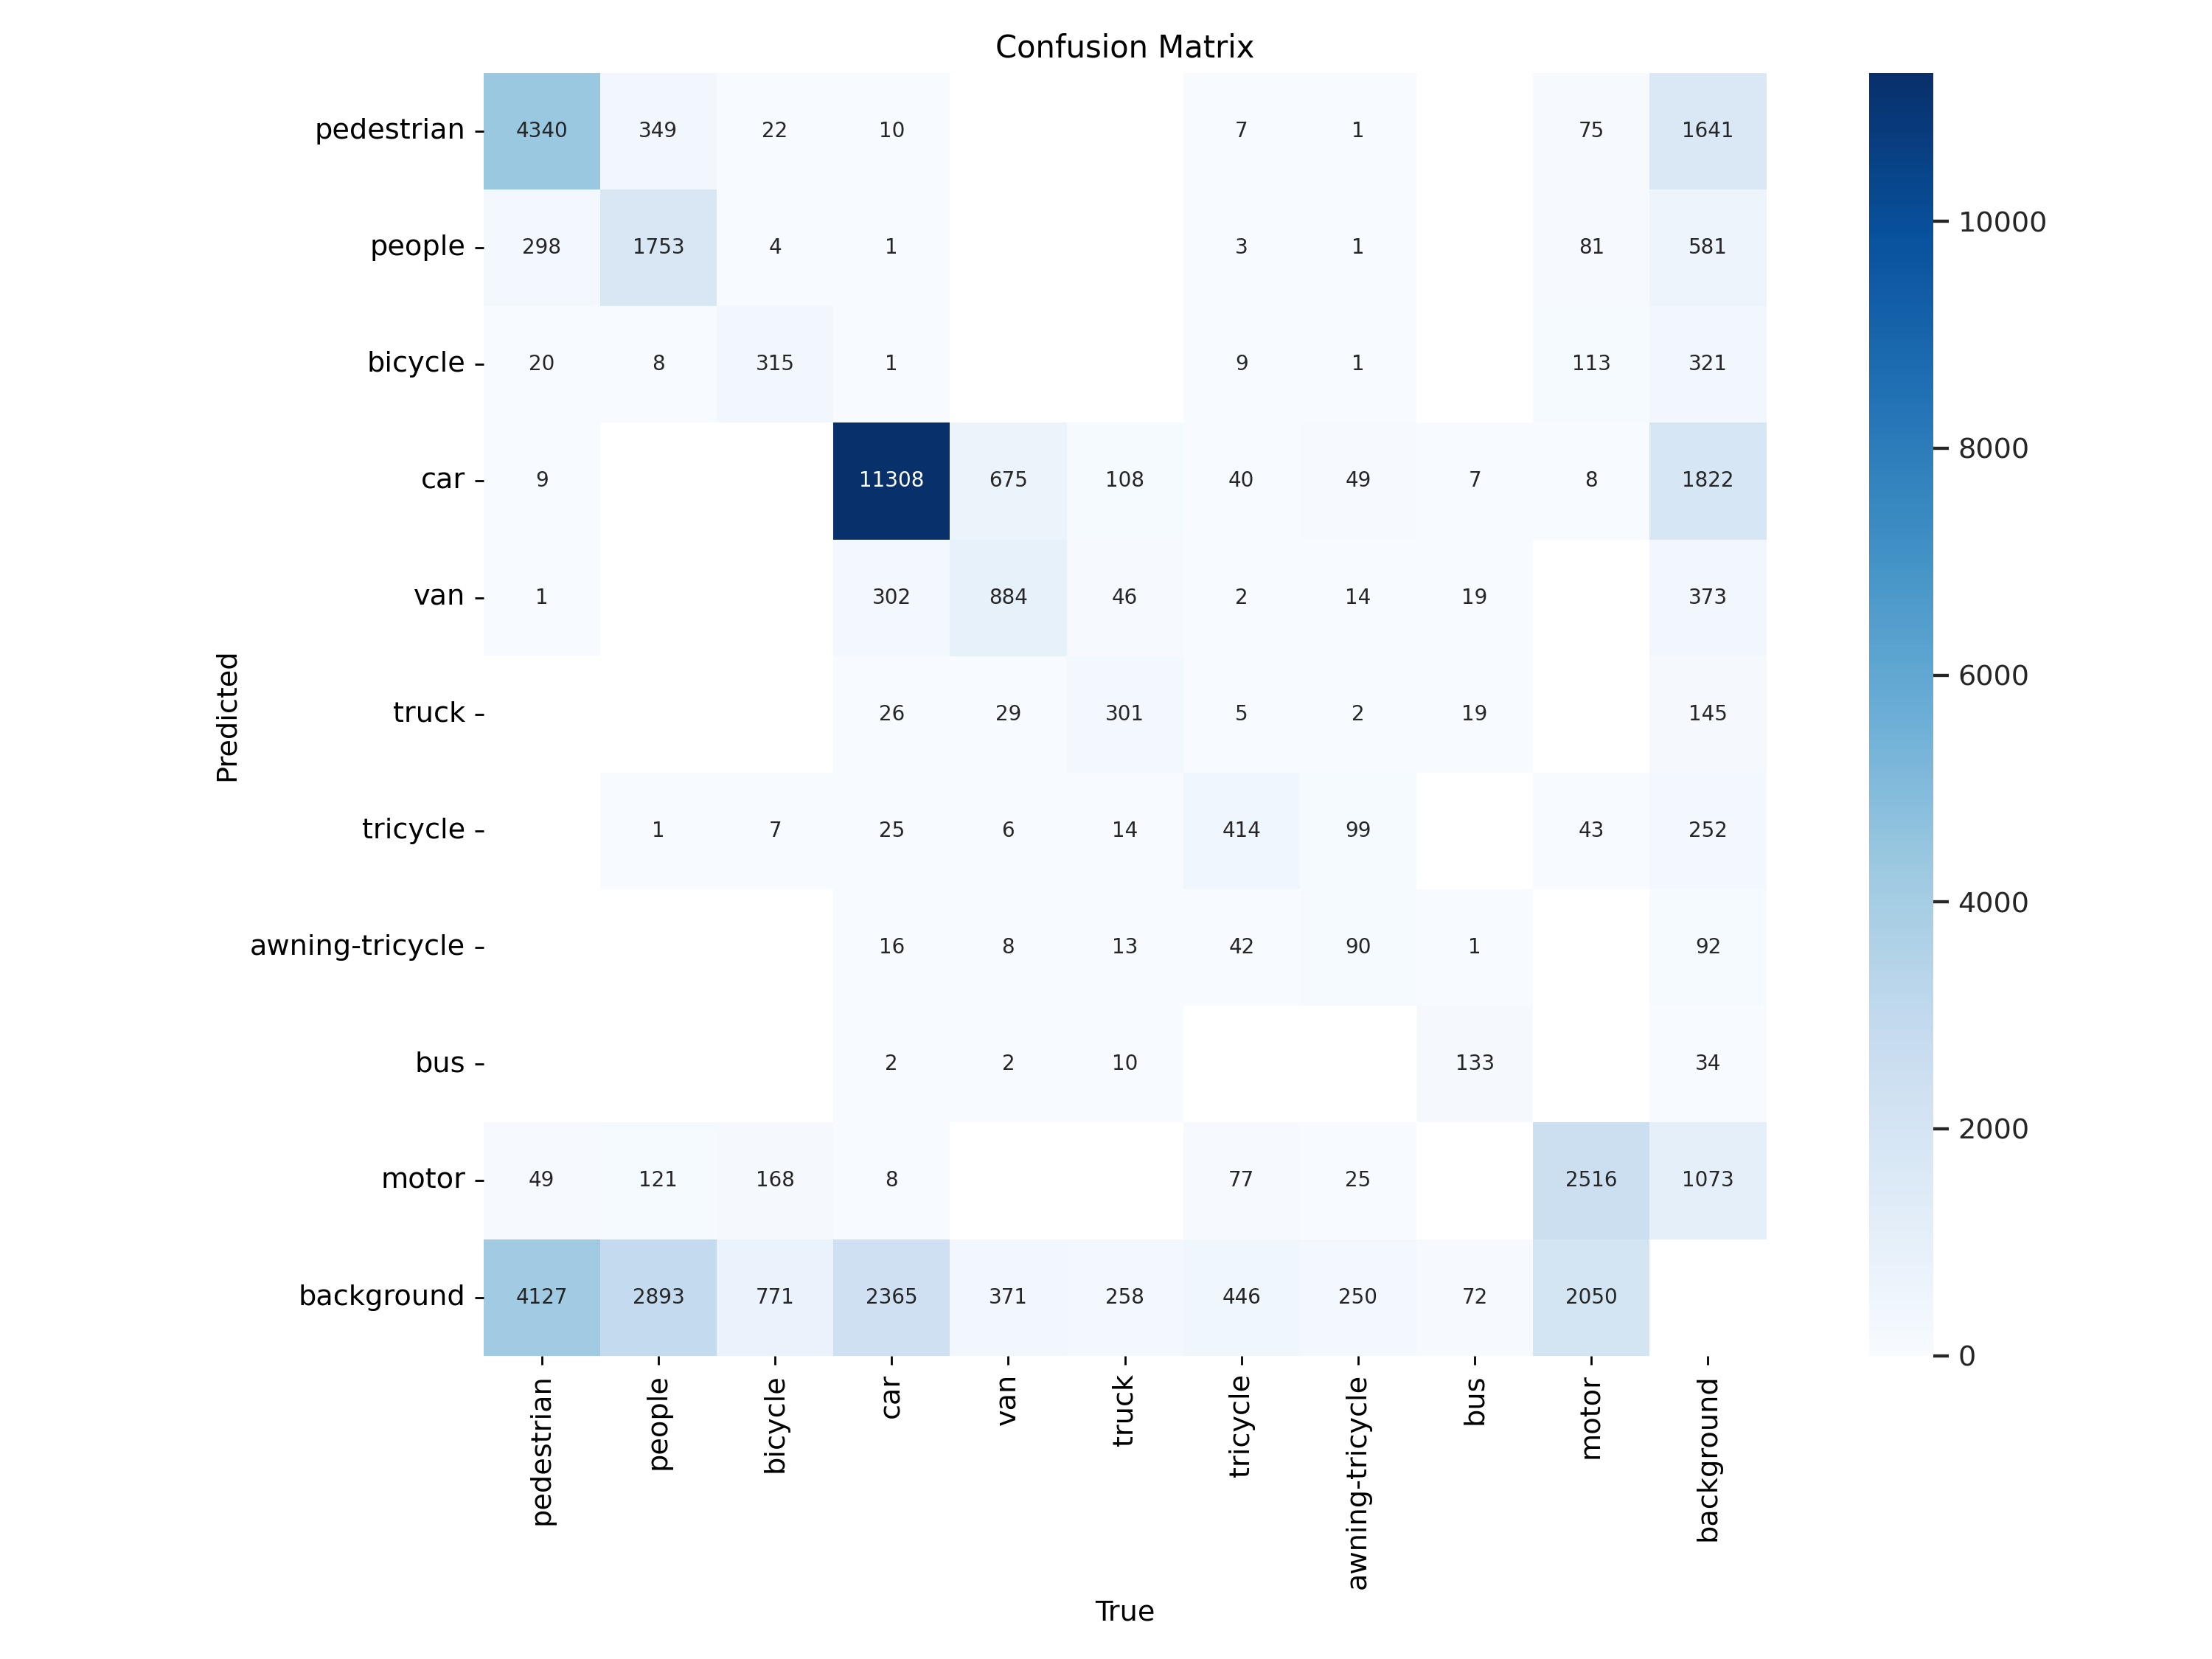 Confusion Matrix
pedestrian 4340 349 22 10 7 1 75 1641
people 298 1753 4 1 3 1 81 581
bicycle 20 8 315 1 9 1 113 321
car 9 11308 675 108 40 49 7 8 1822
van 1 302 884 46 2 14 19 373
truck 26 29 301 5 2 19 145
tricycle 1 7 25 6 14 414 99 43 252
awning-tricycle 16 8 13 42 90 1 92
bus 2 2 10 133 34
motor 49 121 168 8 77 25 2516 1073
background 4127 2893 771 2365 371 258 446 250 72 2050
pedestrian
people
bicycle
car
van
truck
tricycle
awning-tricycle
bus
motor
background
True
Predicted
10000
8000
6000
4000
2000
0